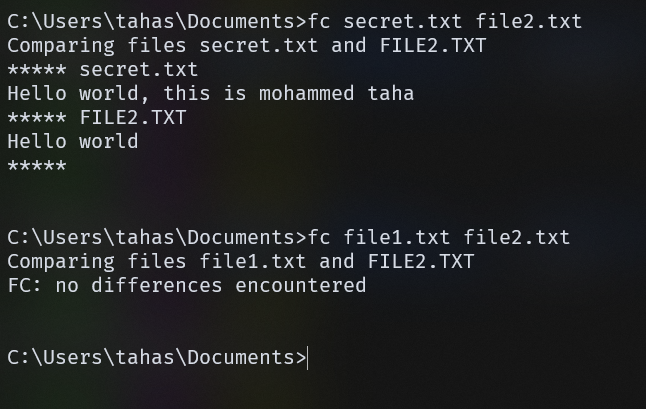 C:\Users\tahas\Documents>fc secret.txt file2.txt
Comparing files secret.txt and FILE2.TXT
***** secret.txt
Hello world, this is mohammed taha
***** FILE2.TXT
Hello world
*****
C:\Users\tahas\Documents>fc file1.txt file2.txt
Comparing files file1.txt and FILE2.TXT
FC: no differences encountered
C:\Users\tahas\Documents>